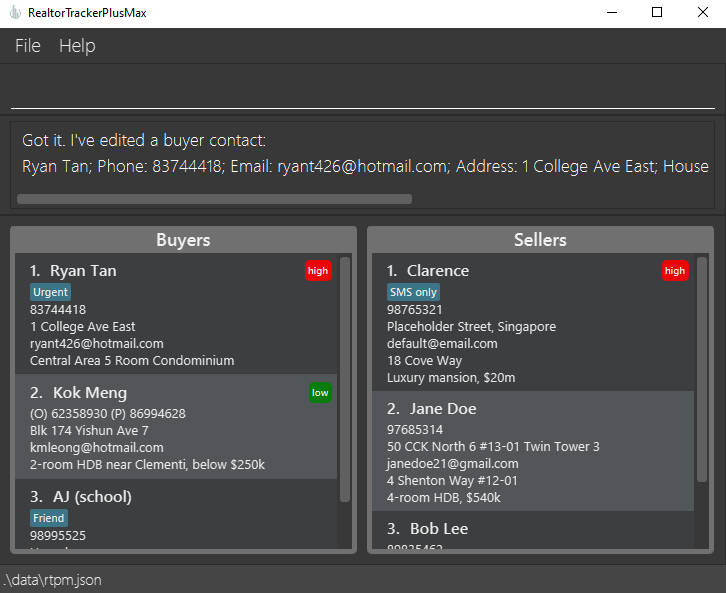 RealtorTrackerPlusMax
File Help
Got it. I've edited a buyer contact:
Ryan Tan; Phone: 83744418; Email: ryant426@hotmail.com; Address: 1 College Ave East; House
Buyers
1. Ryan Tan
high
Urgent
83744418
1 College Ave East
ryant426@hotmail.com
Central Area 5 Room Condominium
2. Kok Meng
low
(O) 62358930 (P) 86994628
Blk 174 Yishun Ave 7
kmleong@hotmail.com
2-room HDB near Clementi, below $250k
3. AJ (school)
Friend
98995525
Sellers
1. Clarence
high
SMS only
98765321
Placeholder Street, Singapore
default@email.com
18 Cove Way
Luxury mansion, $20m
2. Jane Doe
97685314
50 CCK North 6 #13-01 Twin Tower 3
janedoe21@gmail.com
4 Shenton Way #12-01
4-room HDB, $540k
3. Bob Lee
.\data\rtpm.json